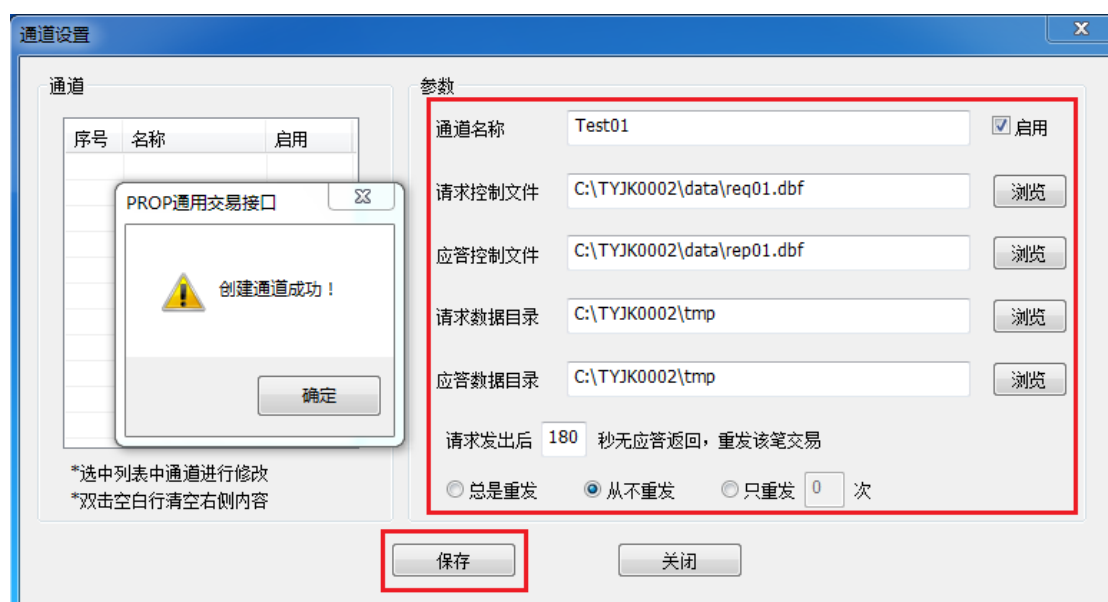 通道设置
通道
序号 名称 启用
PROP通用交易接口
创建通道成功！
确定
*选中列表中通道进行修改
*双击空白行清空右侧内容
参数
通道名称 Test01 启用
请求控制文件 C:\TYJK0002\data\req01.dbf 浏览
应答控制文件 C:\TYJK0002\data\rep01.dbf 浏览
请求数据目录 C:\TYJK0002\tmp 浏览
应答数据目录 C:\TYJK0002\tmp 浏览
请求发出后 180 秒无应答返回，重发该笔交易
总是重发 从不重发 只重发 0 次
保存 关闭